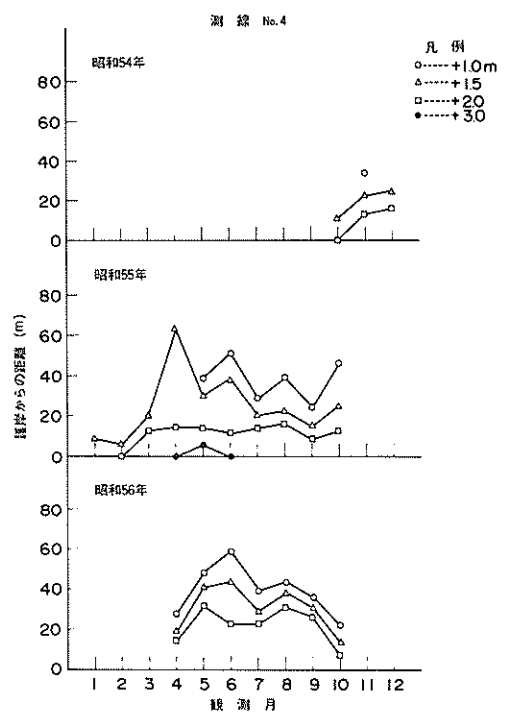 測線 No.4
凡例
○-----+1.0m
△-----+1.5
□-----+2.0
●-----+3.0
昭和54年
80
60
40
20
0
昭和55年
80
60
40
20
0
昭和56年
80
60
40
20
0
護岸からの距離 (m)
1 2 3 4 5 6 7 8 9 10 11 12
観測月